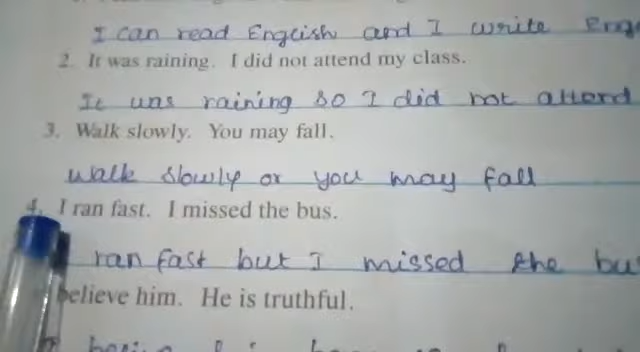 I can read English and I write Eng
2. It was raining. I did not attend my class.
It was raining so I did not attend
3. Walk slowly. You may fall.
walk slowly or you may fall
4. I ran fast. I missed the bus.
ran fast but I missed the bus
believe him. He is truthful.